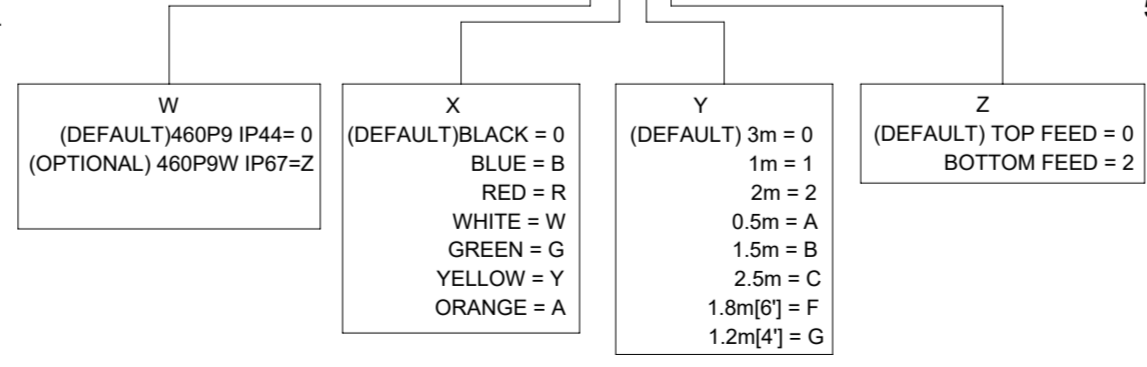 W
(DEFAULT)460P9 IP44= 0
(OPTIONAL) 460P9W IP67=Z
X
(DEFAULT)BLACK = 0
BLUE = B
RED = R
WHITE = W
GREEN = G
YELLOW = Y
ORANGE = A
Y
(DEFAULT) 3m = 0
1m = 1
2m = 2
0.5m = A
1.5m = B
2.5m = C
1.8m[6'] = F
1.2m[4'] = G
Z
(DEFAULT) TOP FEED = 0
BOTTOM FEED = 2